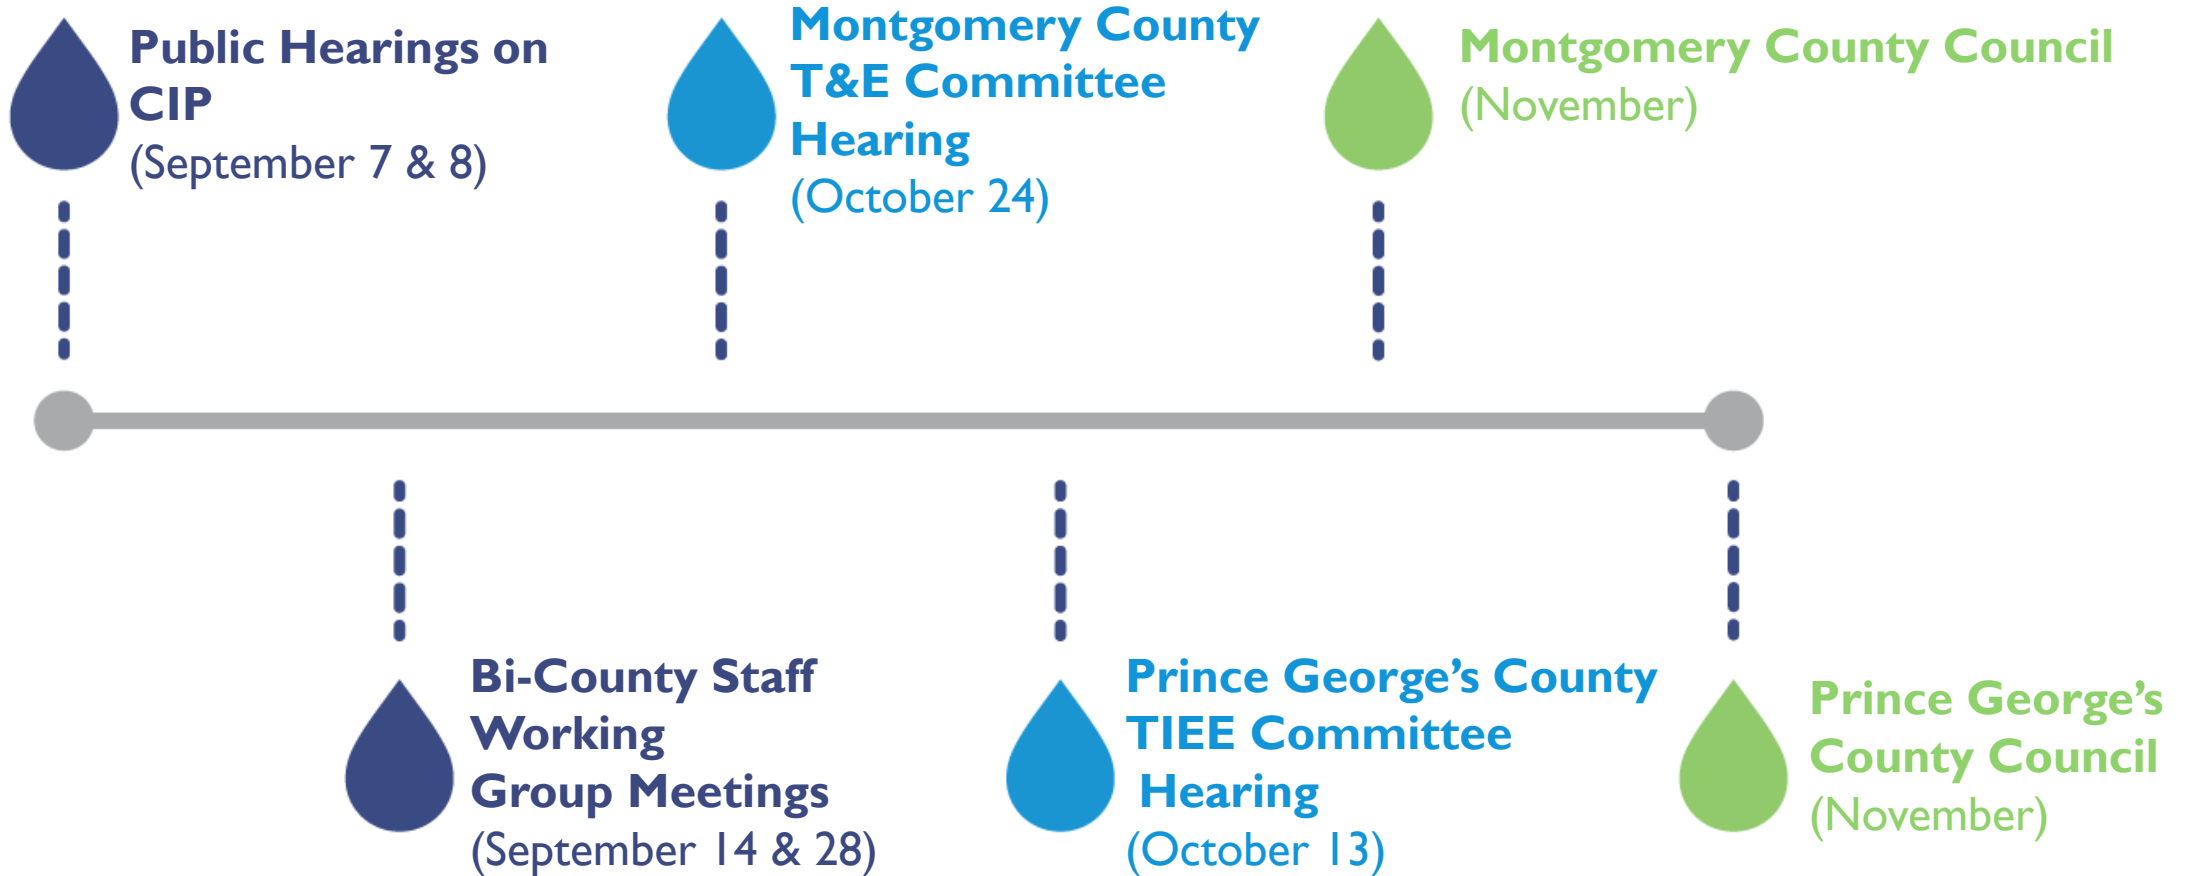 Public Hearings on
CIP
(September 7 & 8)
Montgomery County
T&E Committee
Hearing
(October 24)
Montgomery County Council
(November)
Bi-County Staff
Working
Group Meetings
(September 14 & 28)
Prince George’s County
TIEE Committee
Hearing
(October 13)
Prince George’s
County Council
(November)